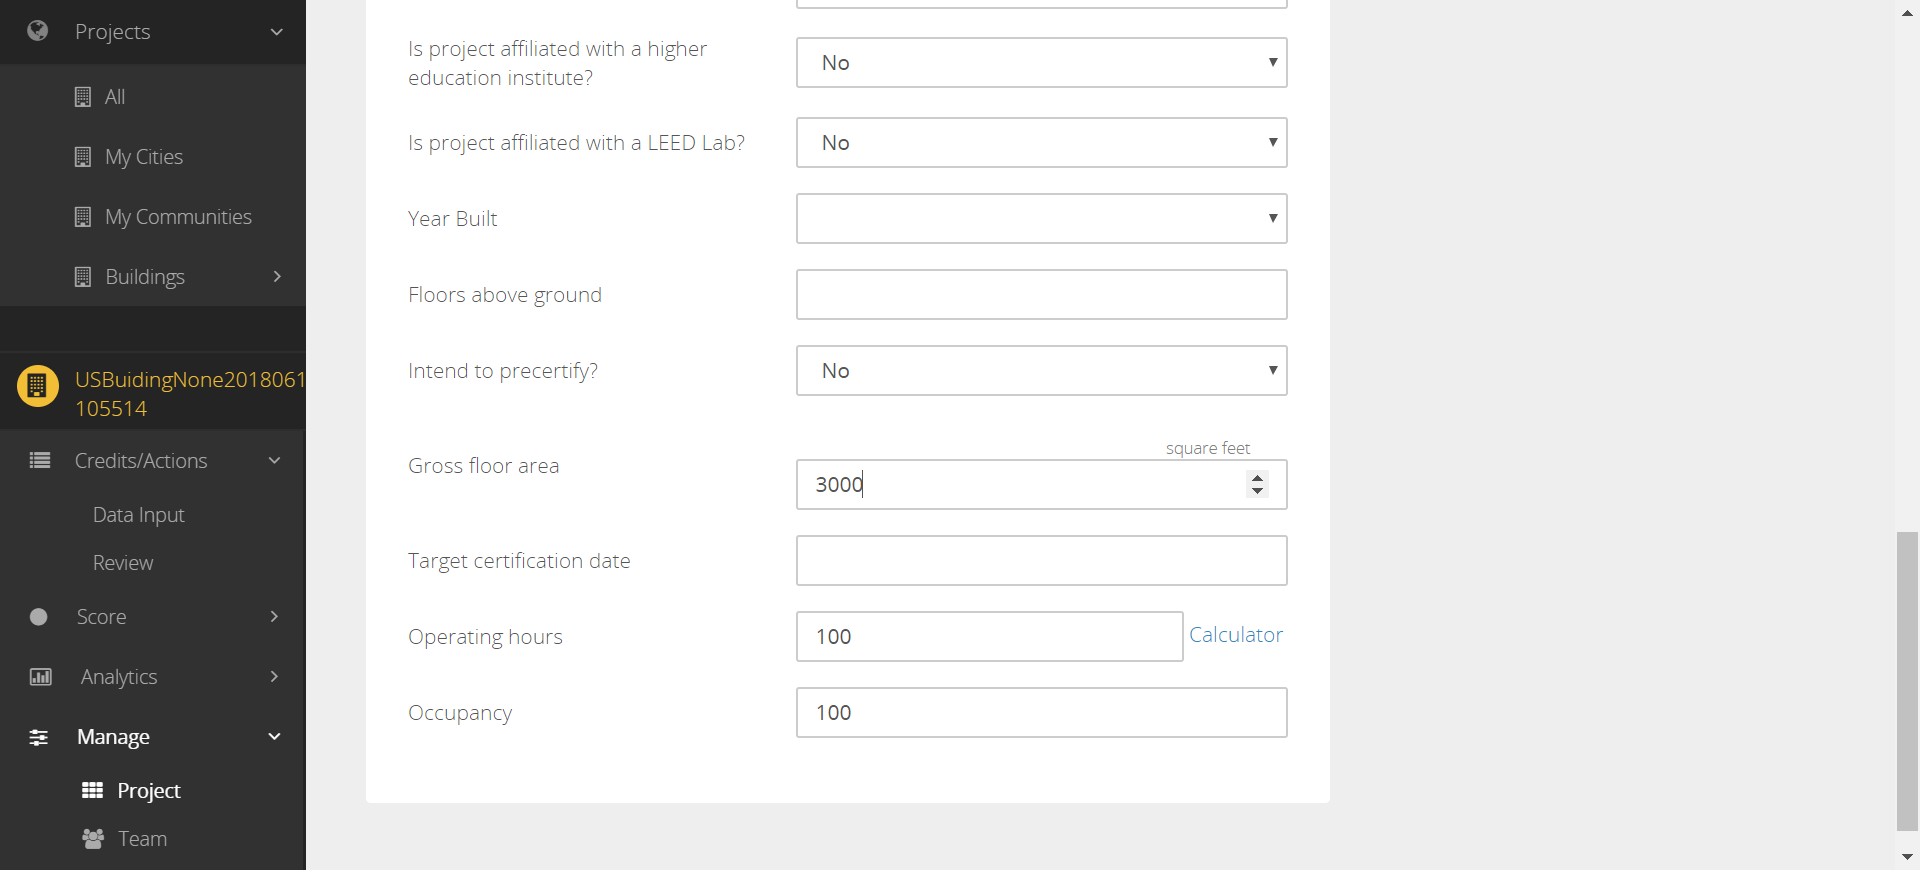 Projects
All
My Cities
My Communities
Buildings
USBuidingNone2018061
105514
Credits/Actions
Data Input
Review
Score
Analytics
Manage
Project
Team
Is project affiliated with a higher
education institute?
No
Is project affiliated with a LEED Lab?
No
Year Built
Floors above ground
Intend to precertify?
No
square feet
Gross floor area
3000
Target certification date
Operating hours
100
Calculator
Occupancy
100